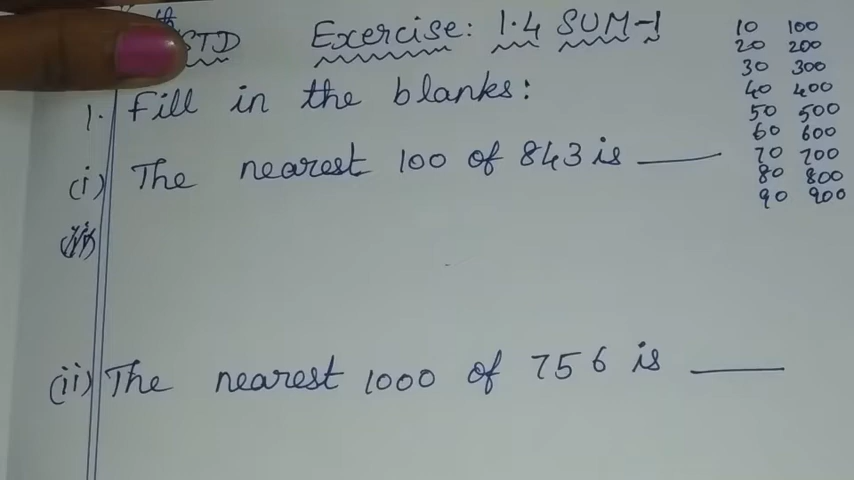 th STD Exercise: 1.4 SUM-1
1. Fill in the blanks:
(i) The nearest 100 of 843 is ____
(ii) The nearest 1000 of 756 is ____
10 100
20 200
30 300
40 400
50 500
60 600
70 700
80 800
90 900